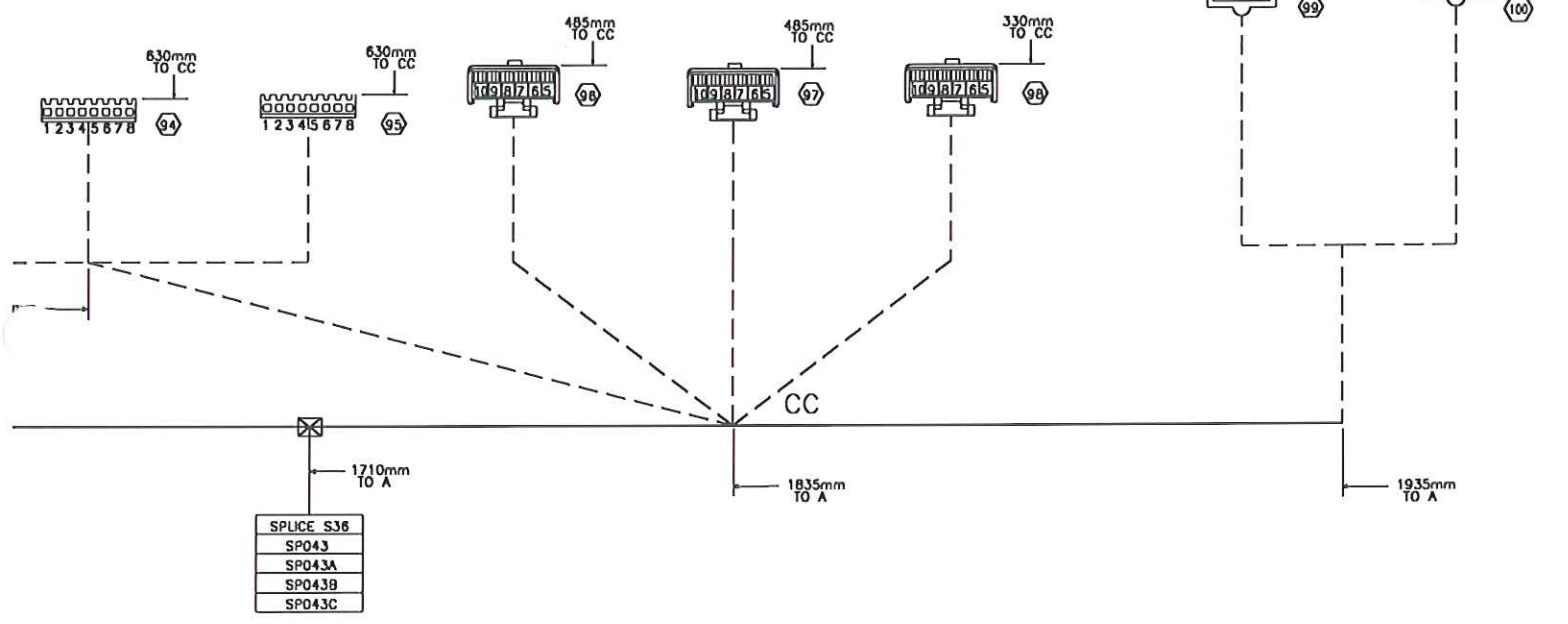 99
100
485mm
TO CC
485mm
TO CC
330mm
TO CC
630mm
TO CC
630mm
TO CC
10 9 8 7 6 5
96
10 9 8 7 6 5
97
10 9 8 7 6 5
98
1 2 3 4 5 6 7 8
94
1 2 3 4 5 6 7 8
95
CC
1710mm
TO A
1835mm
TO A
1935mm
TO A
SPLICE S36
SP043
SP043A
SP043B
SP043C